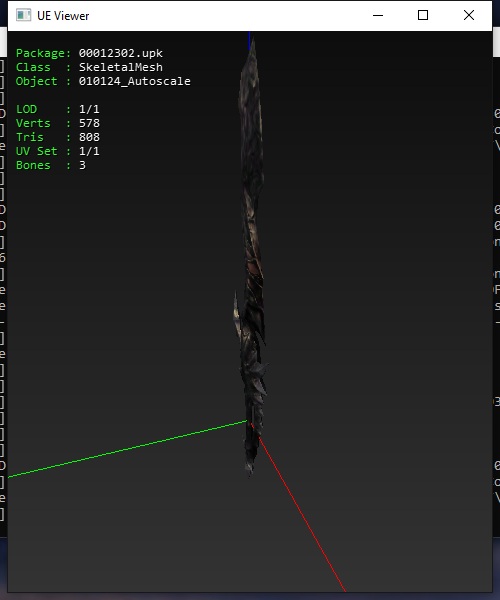 UE Viewer
Package: 00012302.upk
Class : SkeletalMesh
Object : 010124_Autoscale
LOD : 1/1
Verts : 578
Tris : 808
UV Set : 1/1
Bones : 3